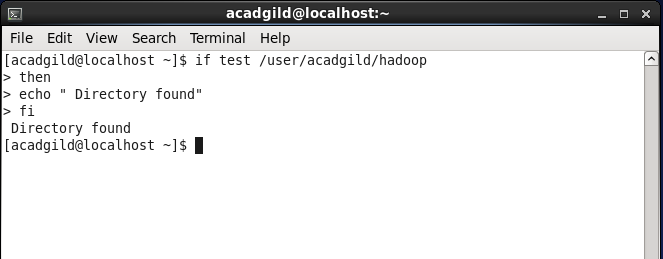 acadgild@localhost:~
File Edit View Search Terminal Help
[acadgild@localhost ~]$ if test /user/acadgild/hadoop
> then
> echo " Directory found"
> fi
 Directory found
[acadgild@localhost ~]$